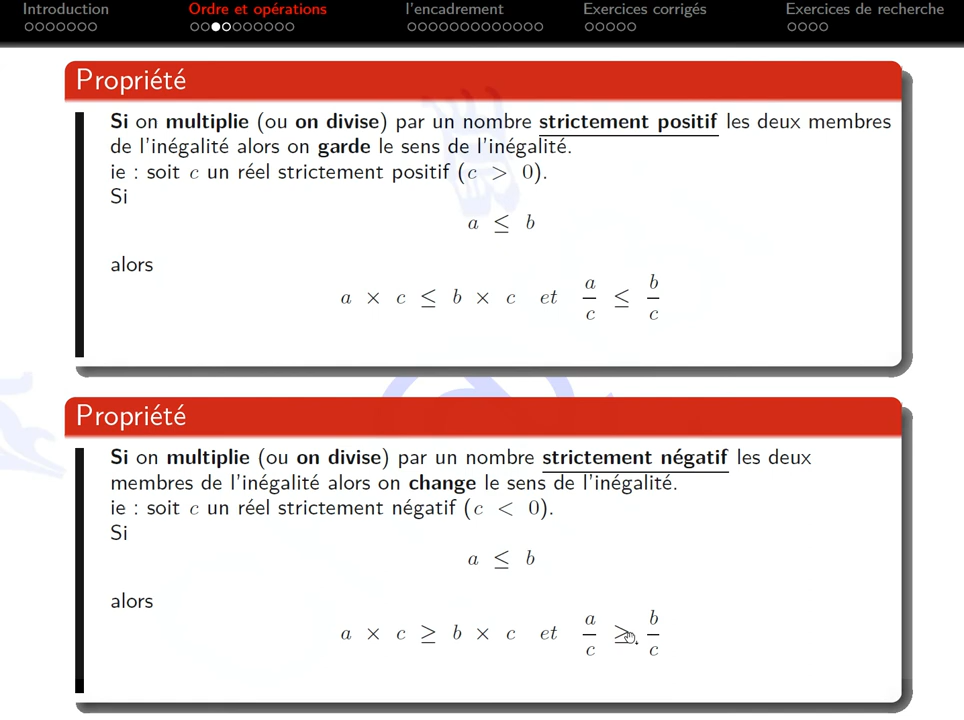 Introduction Ordre et opérations l'encadrement Exercices corrigés Exercices de recherche
Propriété
Si on multiplie (ou on divise) par un nombre strictement positif les deux membres
de l'inégalité alors on garde le sens de l'inégalité.
ie : soit c un réel strictement positif (c > 0).
Si
a ≤ b
alors
a × c ≤ b × c et a/c ≤ b/c
Propriété
Si on multiplie (ou on divise) par un nombre strictement négatif les deux
membres de l'inégalité alors on change le sens de l'inégalité.
ie : soit c un réel strictement négatif (c < 0).
Si
a ≤ b
alors
a × c ≥ b × c et a/c ≥ b/c